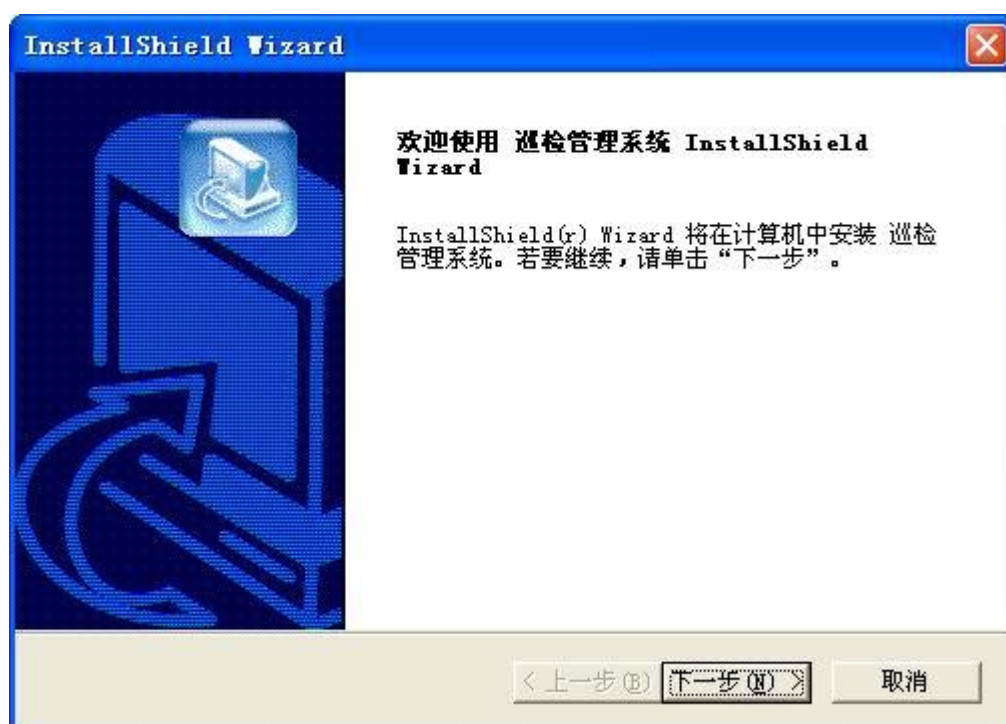 InstallShield Wizard
欢迎使用 巡检管理系统 InstallShield
Wizard
InstallShield(r) Wizard 将在计算机中安装 巡检
管理系统。若要继续，请单击“下一步”。
< 上一步(B) 下一步(N) > 取消